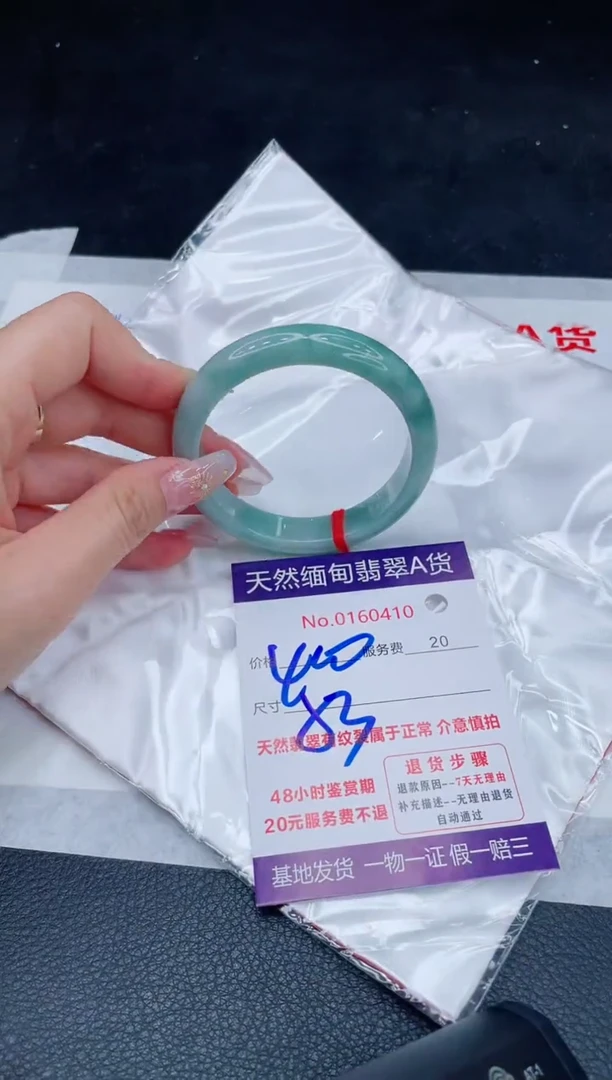 A货
天然缅甸翡翠A货
No.0160410
价格 服务费 20
尺寸
天然翡翠有纹裂属于正常 介意慎拍
48小时鉴赏期
20元服务费不退
退货步骤
退款原因--7天无理由
补充描述--无理由退货
自动通过
基地发货 一物一证 假一赔三